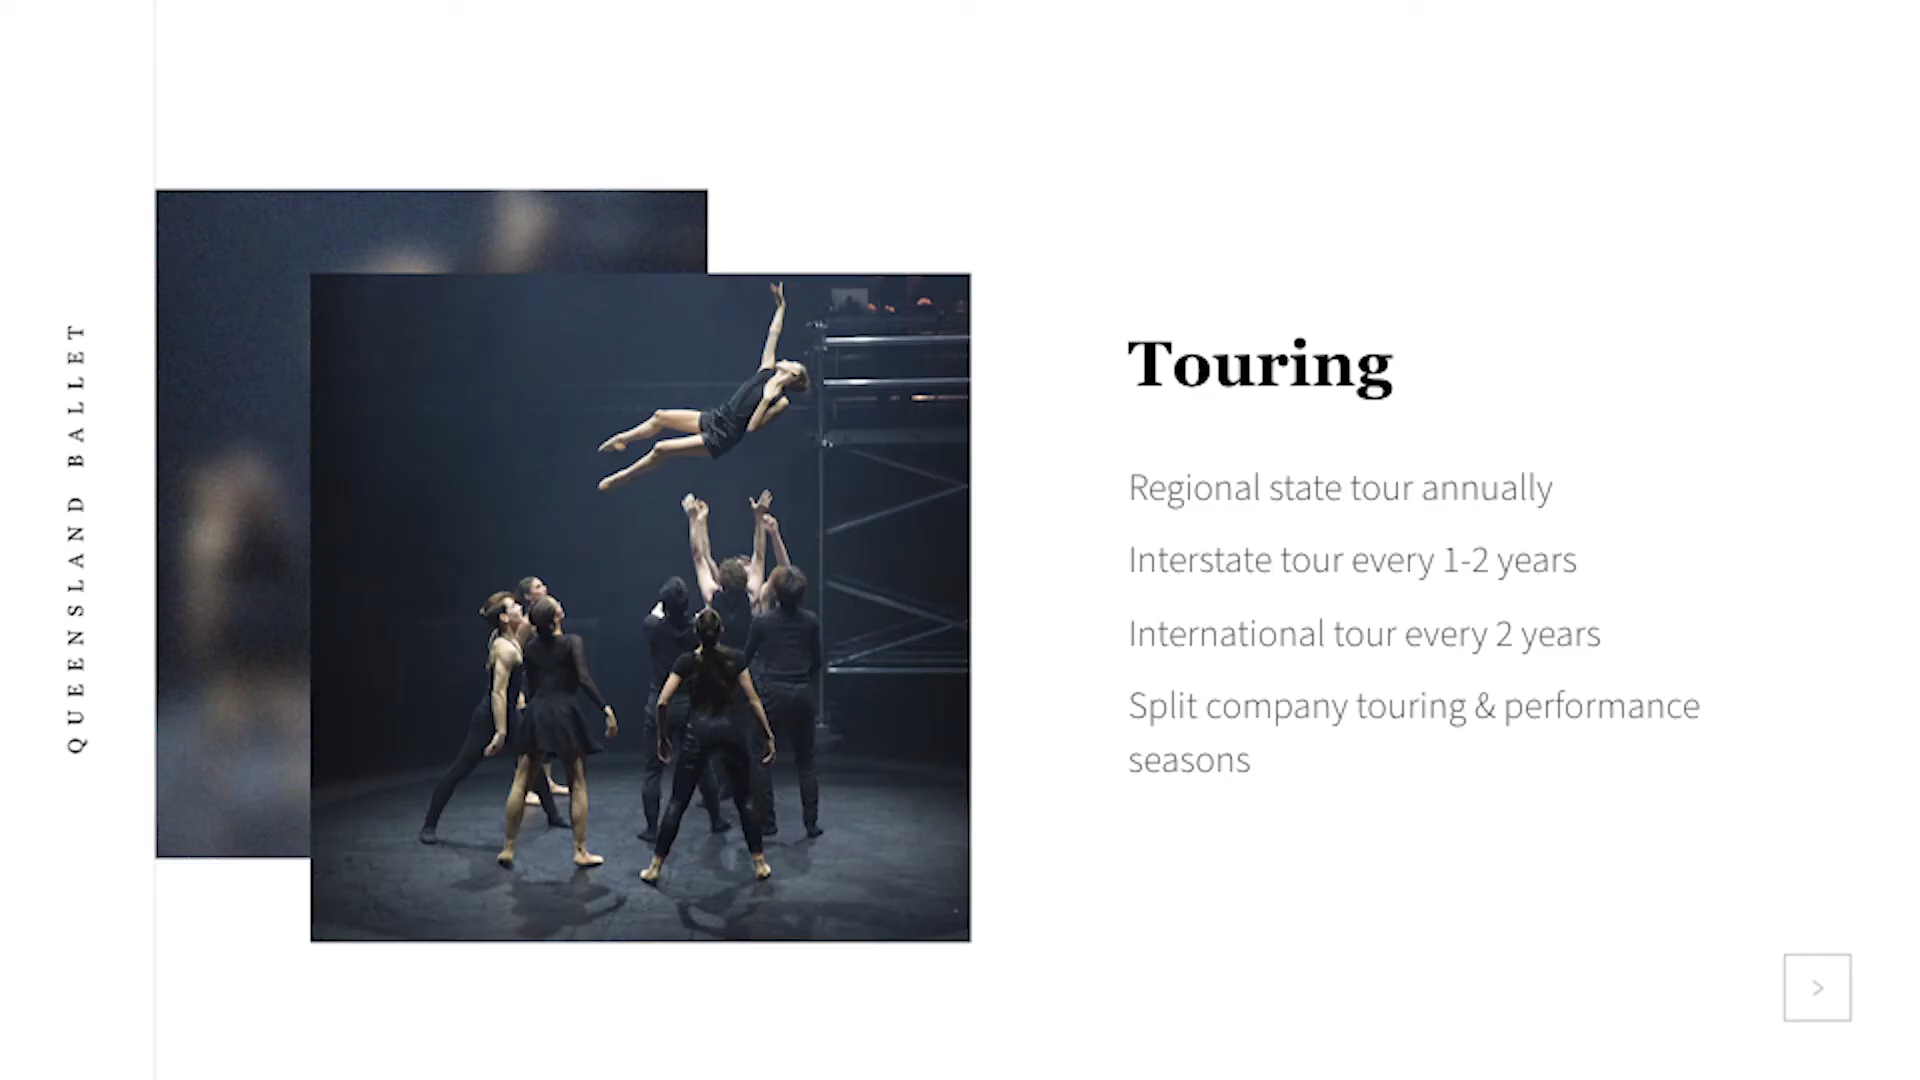 QUEENSLAND BALLET
Touring
Regional state tour annually
Interstate tour every 1-2 years
International tour every 2 years
Split company touring & performance
seasons